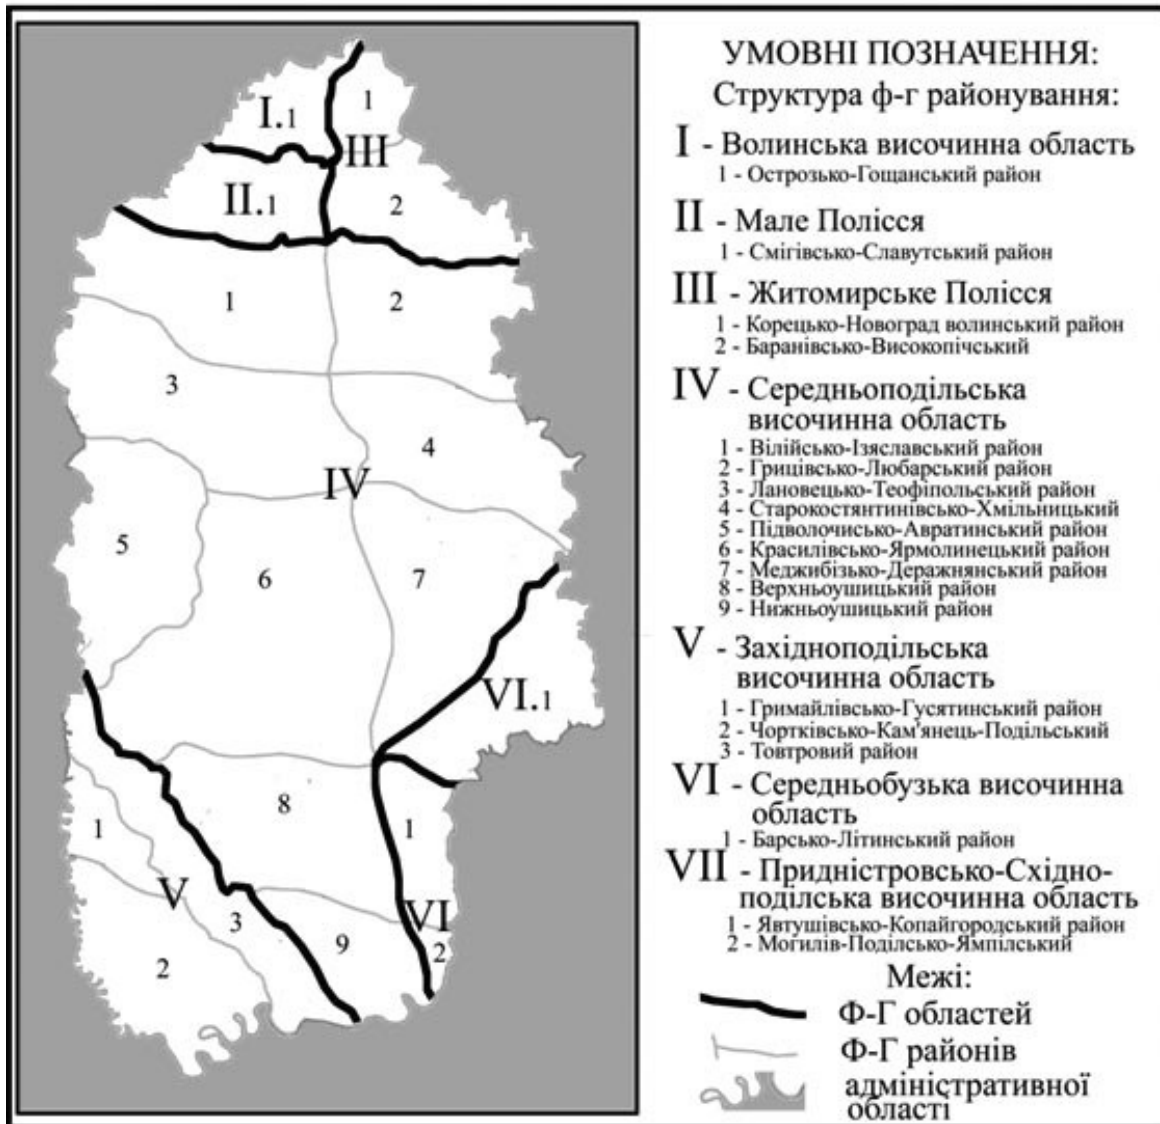 I.1
1
III
II.1
2
1
2
3
4
IV
5
6
7
VI.1
8
1
1
V
3
VI
9
2
2
УМОВНІ ПОЗНАЧЕННЯ:
Структура ф-г районування:
I - Волинська височинна область
1 - Острозько-Гощанський район
II - Мале Полісся
1 - Смігівсько-Славутський район
III - Житомирське Полісся
1 - Корецько-Новоград волинський район
2 - Баранівсько-Високопічський
IV - Середньоподільська
височинна область
1 - Вілійсько-Ізяславський район
2 - Грицівсько-Любарський район
3 - Лановецько-Теофіпольський район
4 - Старокостянтинівсько-Хмільницький
5 - Підволочисько-Авратинський район
6 - Красилівсько-Ярмолинецький район
7 - Меджибізько-Деражнянський район
8 - Верхньоушицький район
9 - Нижньоушицький район
V - Західноподільська
височинна область
1 - Гримайлівсько-Гусятинський район
2 - Чортківсько-Кам'янець-Подільський
3 - Товтровий район
VI - Середньобузька височинна
область
1 - Барсько-Літинський район
VII - Придністровсько-Східно-
поділська височинна область
1 - Явтушівсько-Копайгородський район
2 - Могилів-Поділсько-Ямпілський
Межі:
Ф-Г областей
Ф-Г районів
адміністративної
області